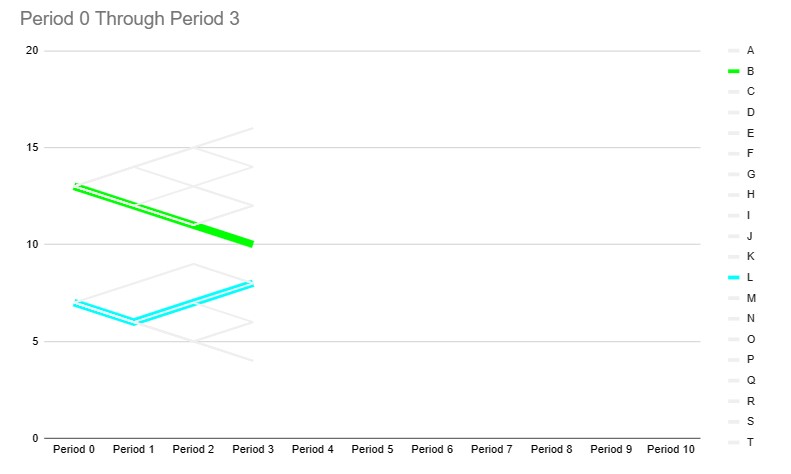 Period 0 Through Period 3
20
15
10
5
0
Period 0 Period 1 Period 2 Period 3 Period 4 Period 5 Period 6 Period 7 Period 8 Period 9 Period 10
A
B
C
D
E
F
G
H
I
J
K
L
M
N
O
P
Q
R
S
T